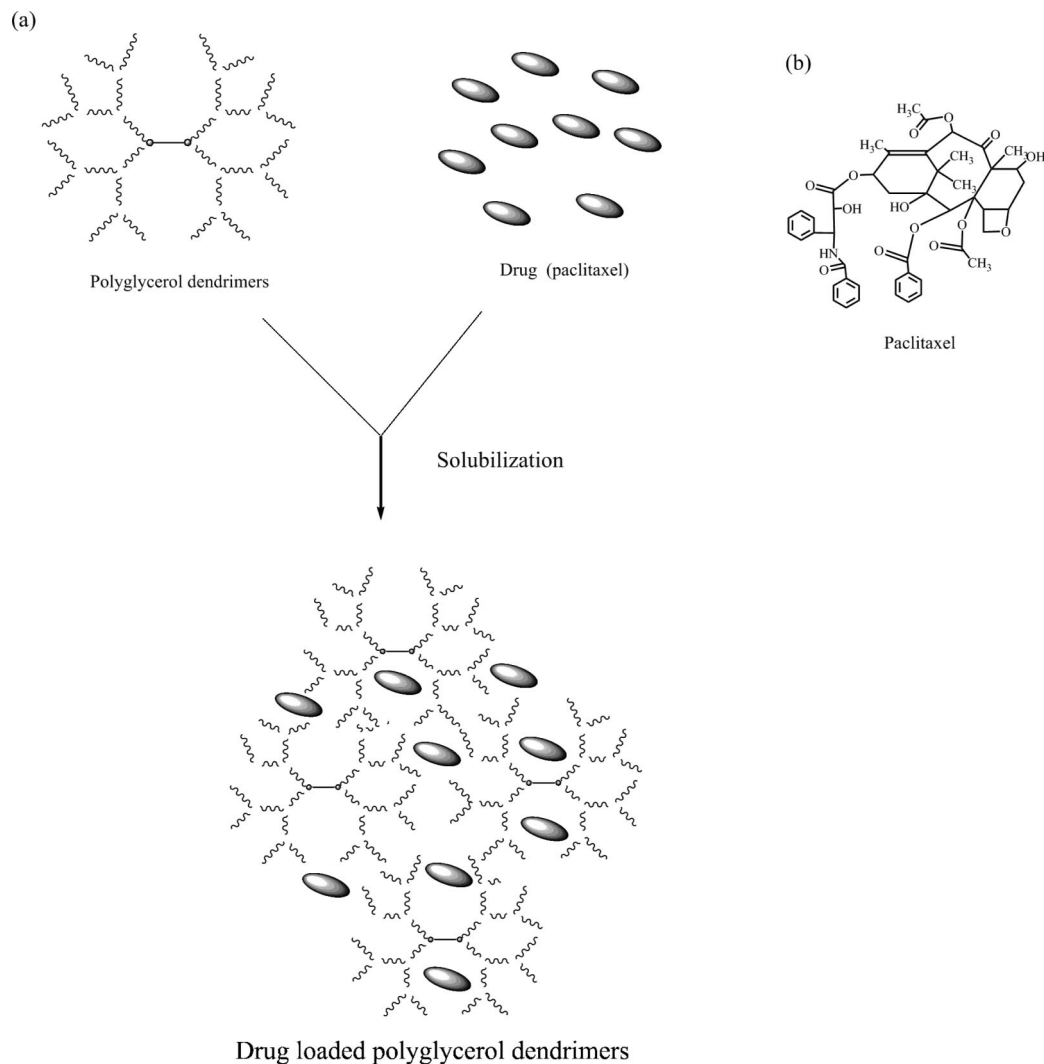 (a)
Polyglycerol dendrimers
Drug (paclitaxel)
Solubilization
Drug loaded polyglycerol dendrimers
(b)
H₃C
O
O
O
H₃C
CH₃
OH
O
O
CH₃
CH₃
OH
HO
O
HN
O
O
O
O
O
CH₃
Paclitaxel